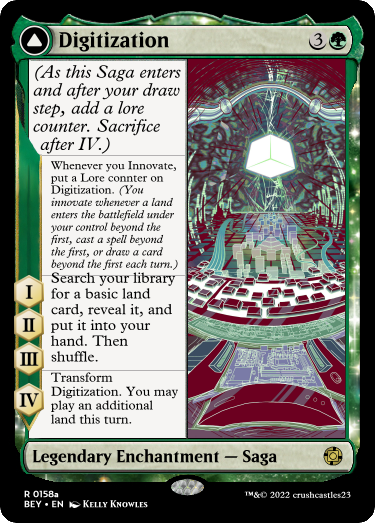 Digitization 3
(As this Saga enters
and after your draw
step, add a lore
counter. Sacrifice
after IV.)
Whenever you Innovate,
put a Lore connter on
Digitization. (You
innovate whenever a land
enters the battlefield under
your control beyond the
first, cast a spell beyond
the first, or draw a card
beyond the first each turn.)
I
II
III
Search your library
for a basic land
card, reveal it, and
put it into your
hand. Then
shuffle.
IV
Transform
Digitization. You may
play an additional
land this turn.
Legendary Enchantment — Saga
R 0158a
BEY • EN Kelly Knowles
™&© 2022 crushcastles23